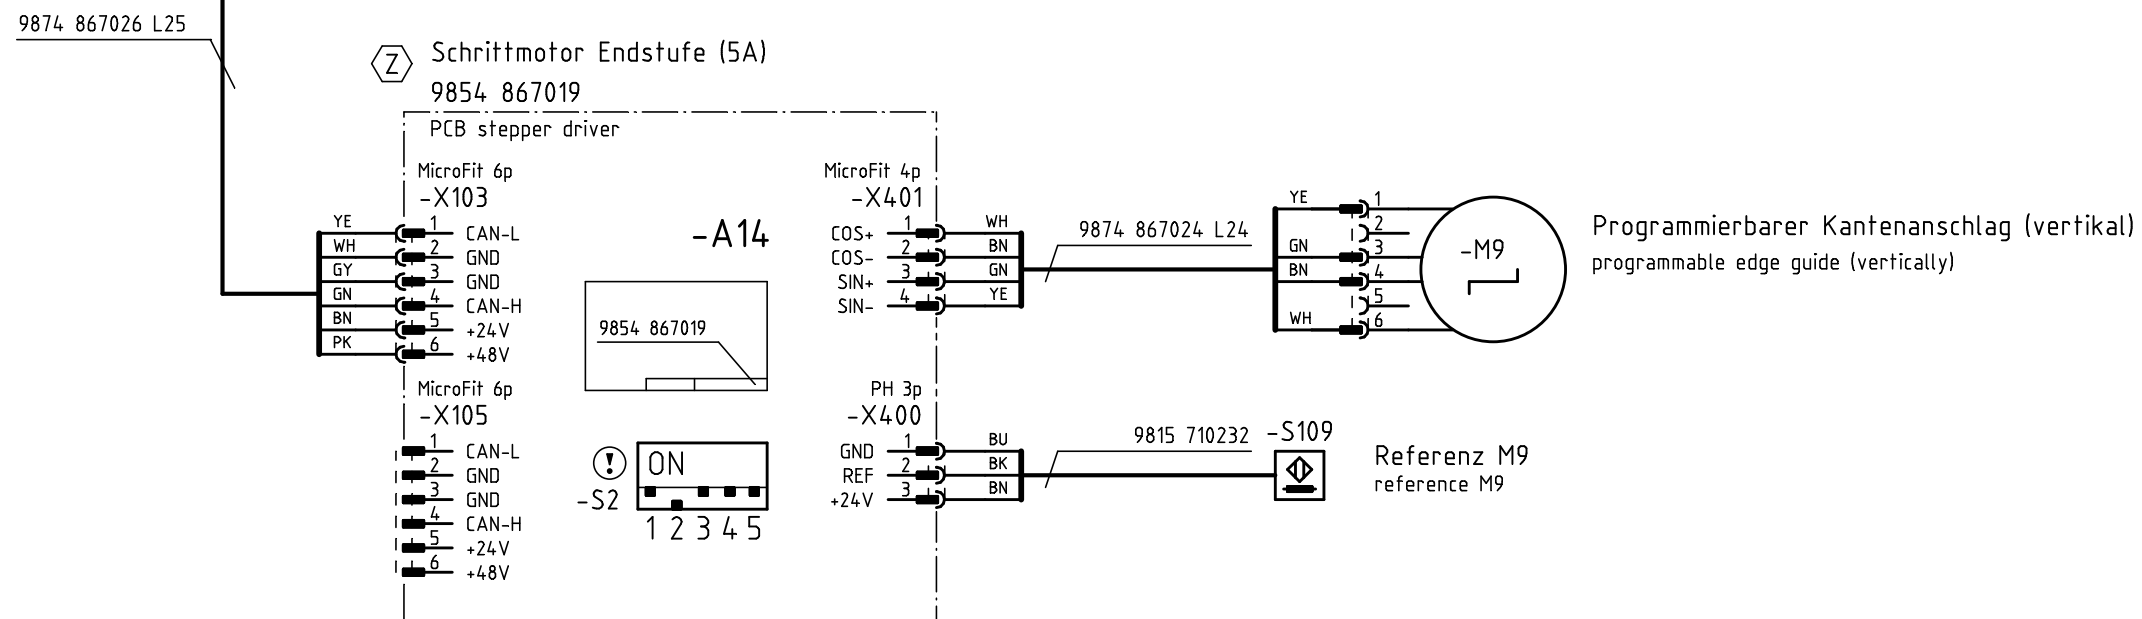 9874 867026 L25
Z
Schrittmotor Endstufe (5A)
9854 867019
PCB stepper driver
MicroFit 6p
-X103
YE 1 CAN-L
WH 2 GND
GY 3 GND
GN 4 CAN-H
BN 5 +24V
PK 6 +48V
MicroFit 6p
-X105
1 CAN-L
2 GND
3 GND
4 CAN-H
5 +24V
6 +48V
-A14
9854 867019
!
-S2
ON
1 2 3 4 5
MicroFit 4p
-X401
COS+ 1 WH
COS- 2 BN
SIN+ 3 GN
SIN- 4 YE
9874 867024 L24
YE 1
2
GN 3
BN 4
5
WH 6
-M9
Programmierbarer Kantenanschlag (vertikal)
programmable edge guide (vertically)
PH 3p
-X400
GND 1 BU
REF 2 BK
+24V 3 BN
9815 710232
-S109
Referenz M9
reference M9